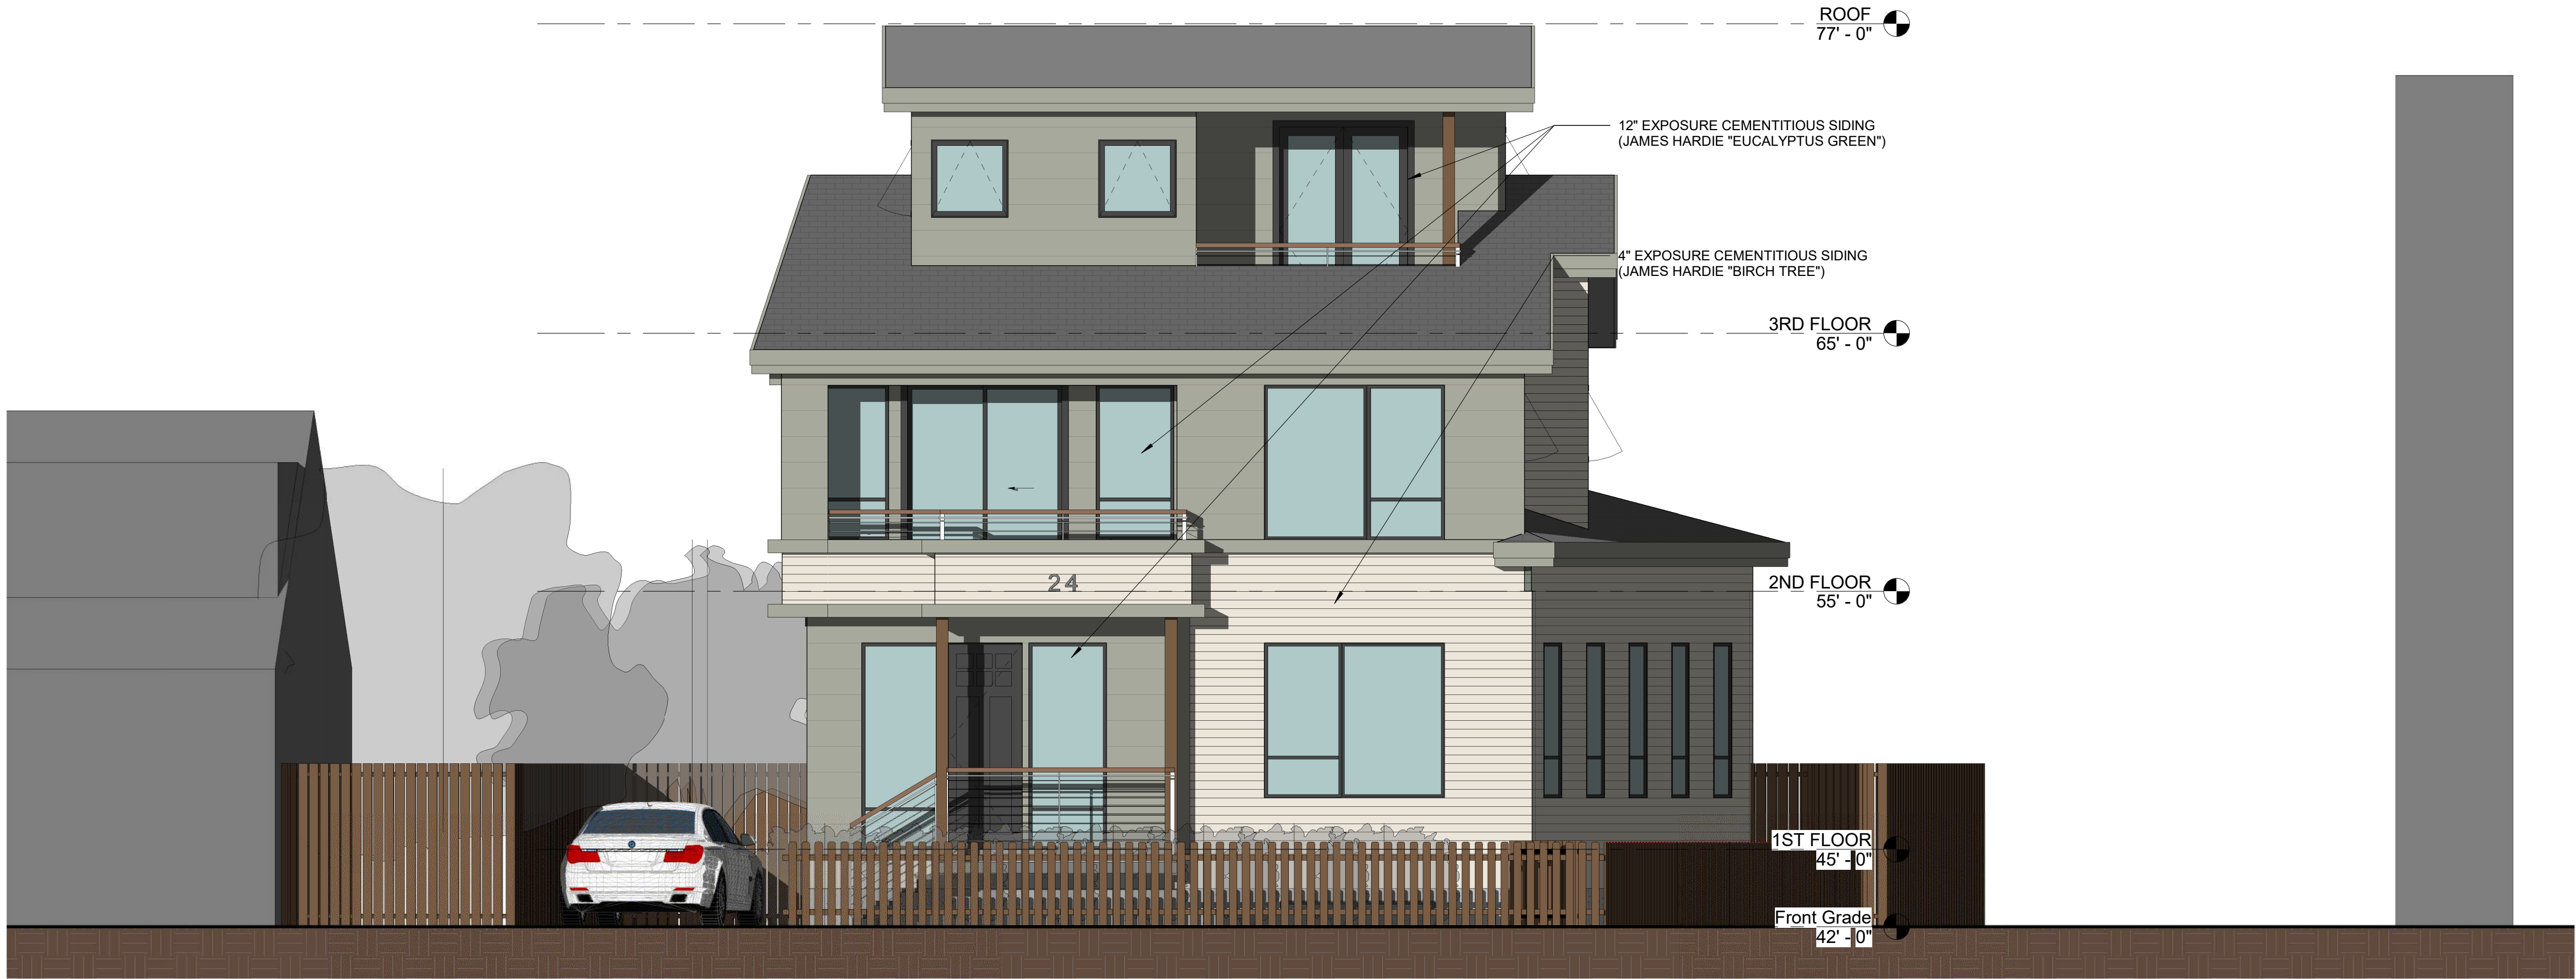 ROOF
77' - 0"
12" EXPOSURE CEMENTITIOUS SIDING
(JAMES HARDIE "EUCALYPTUS GREEN")
4" EXPOSURE CEMENTITIOUS SIDING
(JAMES HARDIE "BIRCH TREE")
3RD FLOOR
65' - 0"
24
2ND FLOOR
55' - 0"
1ST FLOOR
45' - 0"
Front Grade
42' - 0"